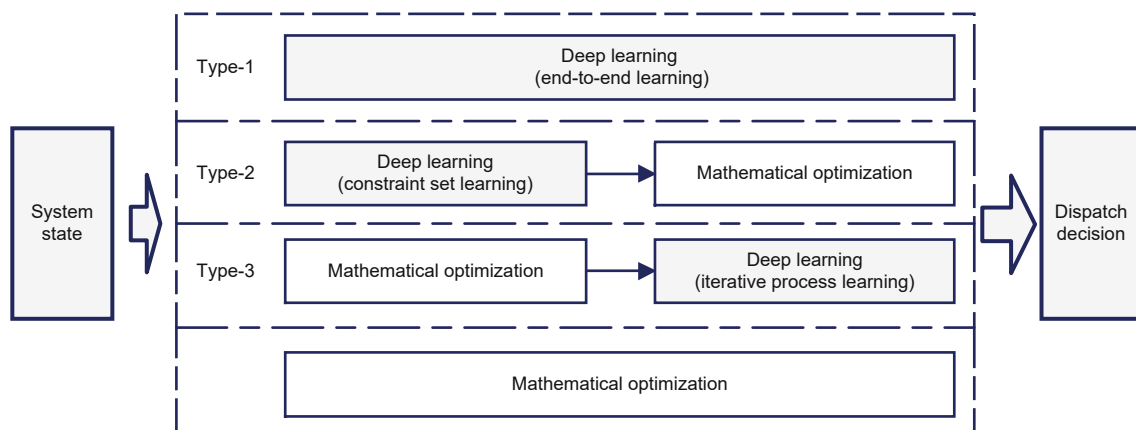 Type-1
Deep learning
(end-to-end learning)
Type-2
Deep learning
(constraint set learning)
Mathematical optimization
System
state
Dispatch
decision
Type-3
Mathematical optimization
Deep learning
(iterative process learning)
Mathematical optimization